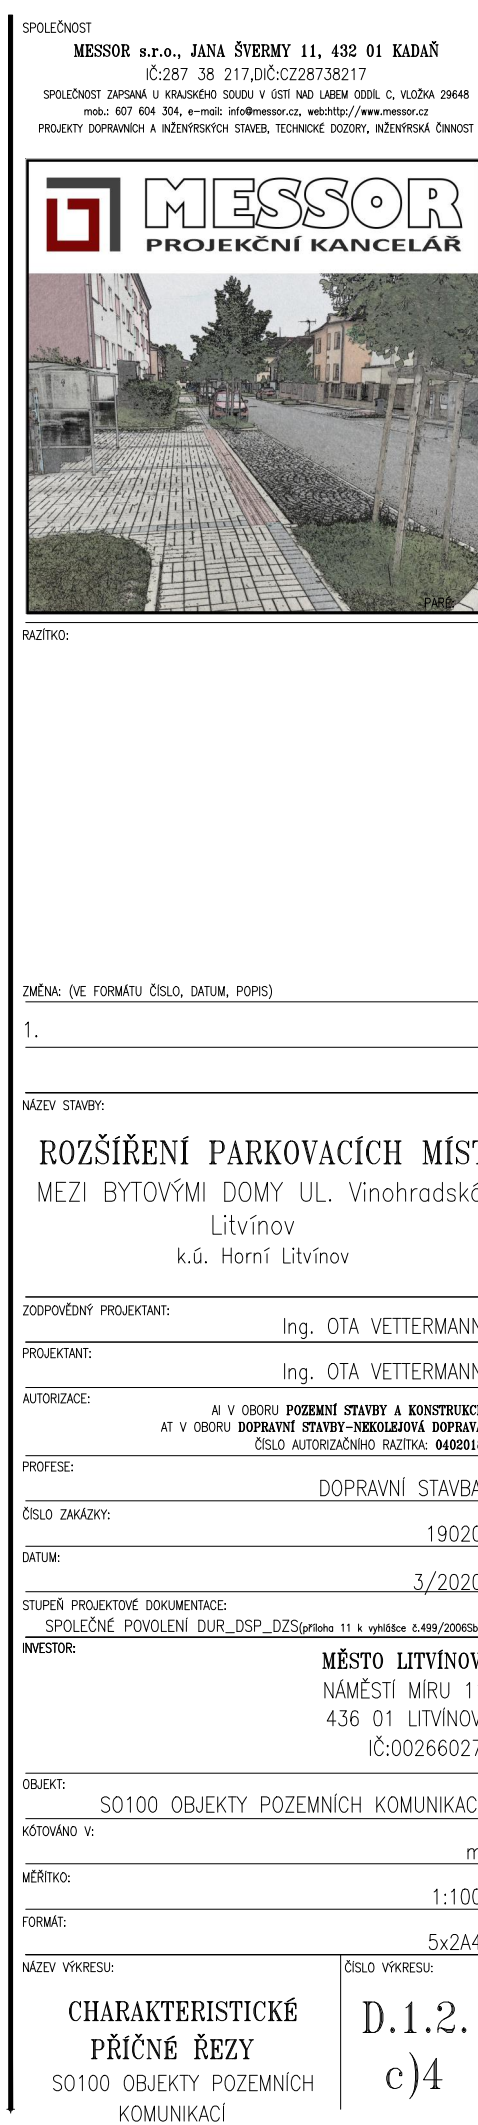 SPOLEČNOST
MESSOR s.r.o., JANA ŠVERMY 11, 432 01 KADAŇ
IČ:287 38 217,DIČ:CZ28738217
SPOLEČNOST ZAPSANÁ U KRAJSKÉHO SOUDU V ÚSTÍ NAD LABEM ODDÍL C, VLOŽKA 29648
mob.: 607 604 304, e-mail: info@messor.cz, web:http://www.messor.cz
PROJEKTY DOPRAVNÍCH A INŽENÝRSKÝCH STAVEB, TECHNICKÉ DOZORY, INŽENÝRSKÁ ČINNOST
MESSOR
PROJEKČNÍ KANCELÁŘ
PARÉ:
RAZÍTKO:
ZMĚNA: (VE FORMÁTU ČÍSLO, DATUM, POPIS)
1.
NÁZEV STAVBY:
ROZŠÍŘENÍ PARKOVACÍCH MÍST
MEZI BYTOVÝMI DOMY UL. Vinohradská
Litvínov
k.ú. Horní Litvínov
ZODPOVĚDNÝ PROJEKTANT:
Ing. OTA VETTERMANN
PROJEKTANT:
Ing. OTA VETTERMANN
AUTORIZACE:
AI V OBORU POZEMNÍ STAVBY A KONSTRUKCE
AT V OBORU DOPRAVNÍ STAVBY-NEKOLEJOVÁ DOPRAVA
ČÍSLO AUTORIZAČNÍHO RAZÍTKA: 0402018
PROFESE:
DOPRAVNÍ STAVBA
ČÍSLO ZAKÁZKY:
19020
DATUM:
3/2020
STUPEŇ PROJEKTOVÉ DOKUMENTACE:
SPOLEČNÉ POVOLENÍ DUR_DSP_DZS(příloha 11 k vyhlášce č.499/2006Sb
INVESTOR:
MĚSTO LITVÍNOV
NÁMĚSTÍ MÍRU 1
436 01 LITVÍNOV
IČ:00266027
OBJEKT:
SO100 OBJEKTY POZEMNÍCH KOMUNIKAC
KÓTOVÁNO V:
m
MĚŘÍTKO:
1:100
FORMÁT:
5x2A4
NÁZEV VÝKRESU:
CHARAKTERISTICKÉ
PŘÍČNÉ ŘEZY
SO100 OBJEKTY POZEMNÍCH
KOMUNIKACÍ
ČÍSLO VÝKRESU:
D.1.2.
c)4